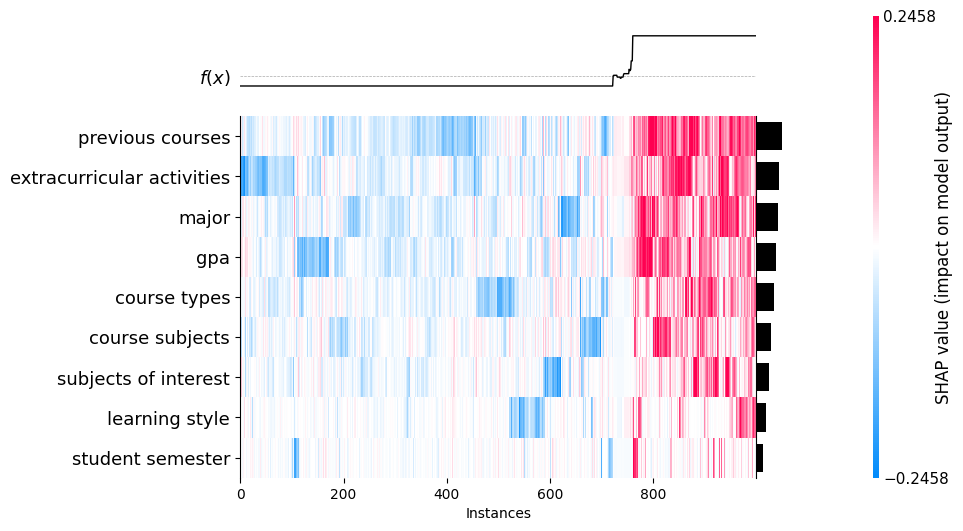 0.2458
f(x)
previous courses
extracurricular activities
major
gpa
course types
course subjects
subjects of interest
learning style
student semester
SHAP value (impact on model output)
−0.2458
0 200 400 600 800
Instances